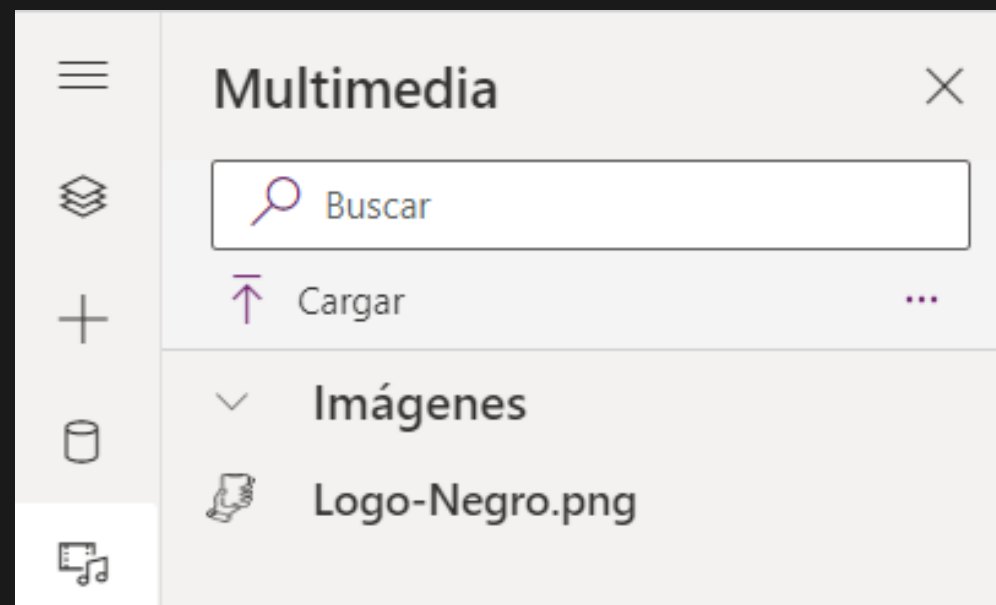 Multimedia
Buscar
Cargar
Imágenes
Logo-Negro.png